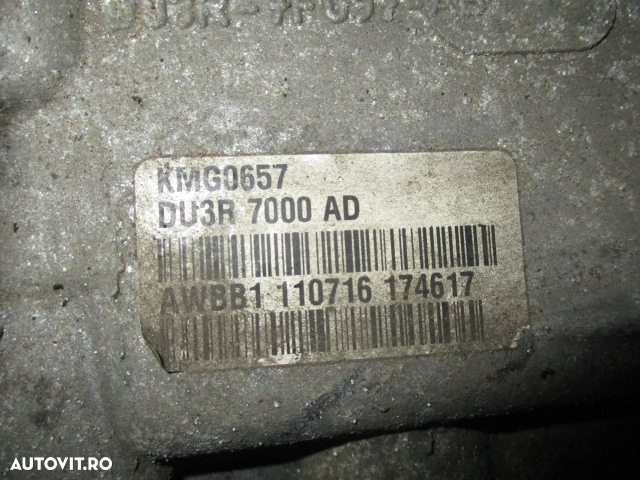 KMG0657
DU3R 7000 AD
AWBB1 110716 174617
AUTOVIT.RO